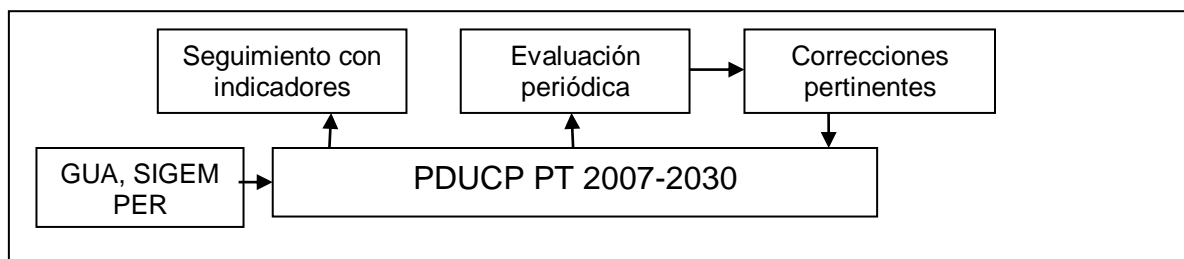 Seguimiento con
indicadores
Evaluación
periódica
Correcciones
pertinentes
GUA, SIGEM
PER
PDUCP PT 2007-2030